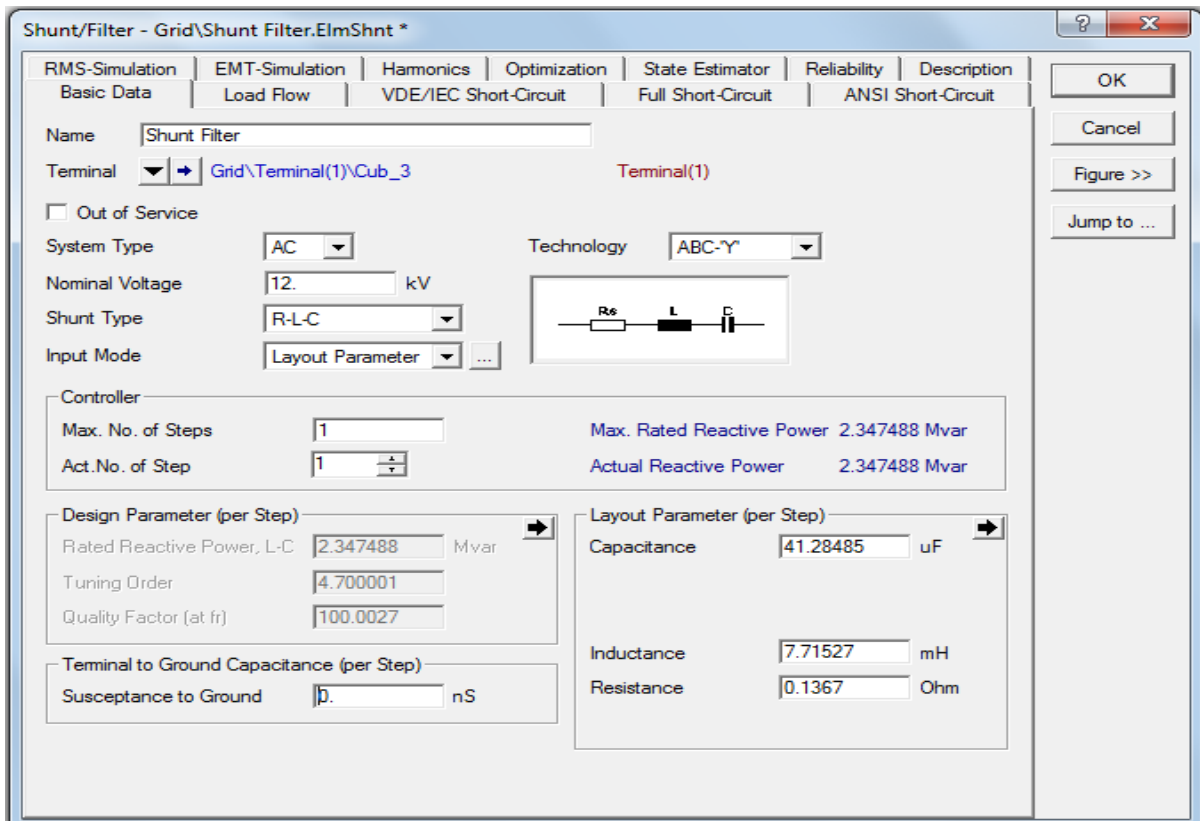 Shunt/Filter - Grid\Shunt Filter.ElmShnt *
?
RMS-Simulation EMT-Simulation Harmonics Optimization State Estimator Reliability Description
Basic Data Load Flow VDE/IEC Short-Circuit Full Short-Circuit ANSI Short-Circuit
OK
Cancel
Figure >>
Jump to ...
Name Shunt Filter
Terminal Grid\Terminal(1)\Cub_3 Terminal(1)
Out of Service
System Type AC Technology ABC-'Y'
Nominal Voltage 12. kV
Shunt Type R-L-C
Rs L C
Input Mode Layout Parameter ...
Controller
Max. No. of Steps 1 Max. Rated Reactive Power 2.347488 Mvar
Act.No. of Step 1 Actual Reactive Power 2.347488 Mvar
Design Parameter (per Step)
Rated Reactive Power, L-C 2.347488 Mvar
Tuning Order 4.700001
Quality Factor (at fr) 100.0027
Terminal to Ground Capacitance (per Step)
Susceptance to Ground 0. nS
Layout Parameter (per Step)
Capacitance 41.28485 uF
Inductance 7.71527 mH
Resistance 0.1367 Ohm